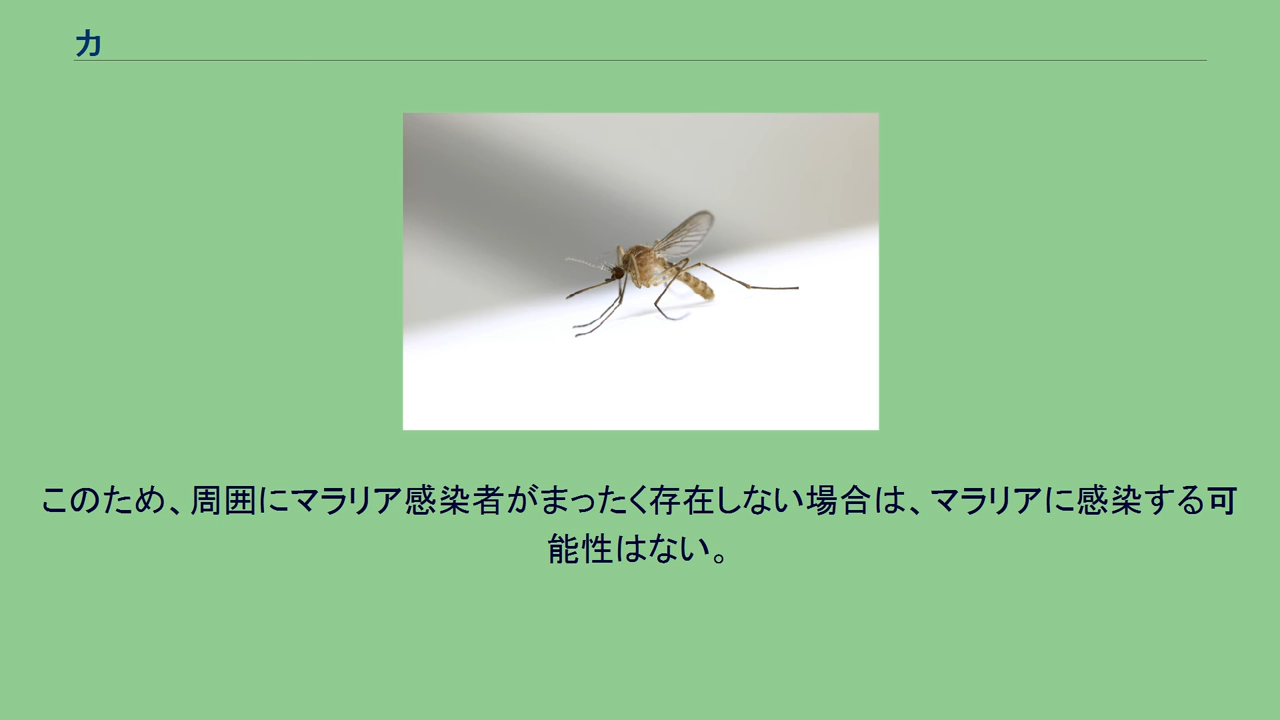 カ
このため、周囲にマラリア感染者がまったく存在しない場合は、マラリアに感染する可
能性はない。